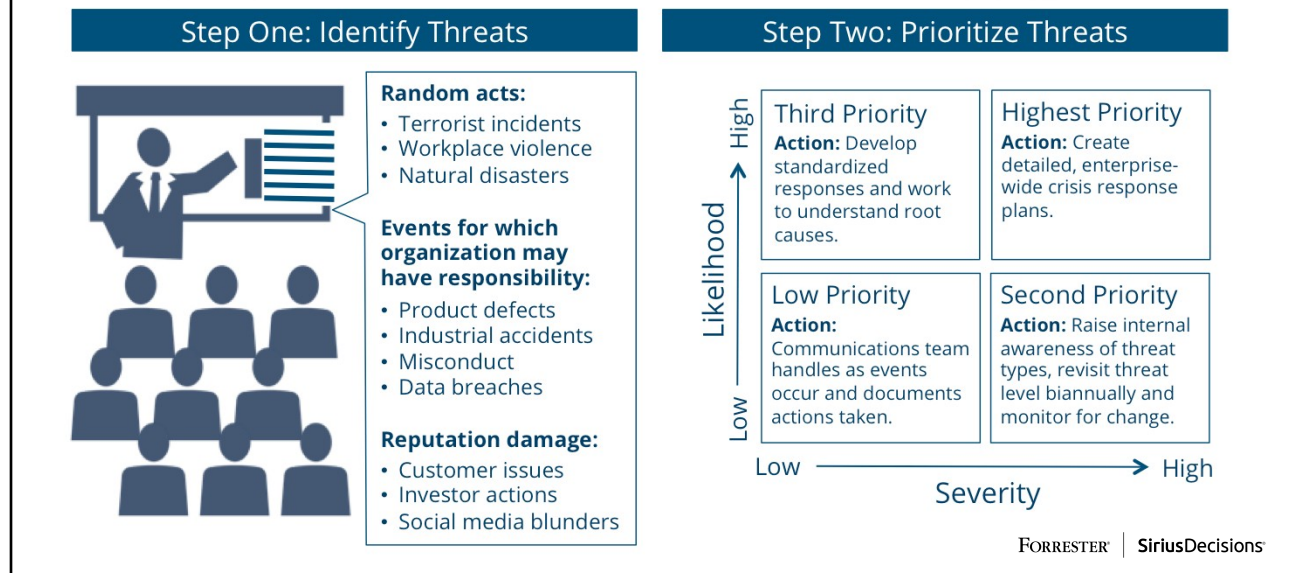 Step One: Identify Threats
Random acts:
• Terrorist incidents
• Workplace violence
• Natural disasters
Events for which
organization may
have responsibility:
• Product defects
• Industrial accidents
• Misconduct
• Data breaches
Reputation damage:
• Customer issues
• Investor actions
• Social media blunders
Step Two: Prioritize Threats
High
Likelihood
Low
Third Priority
Action: Develop
standardized
responses and work
to understand root
causes.
Highest Priority
Action: Create
detailed, enterprise-
wide crisis response
plans.
Low Priority
Action:
Communications team
handles as events
occur and documents
actions taken.
Second Priority
Action: Raise internal
awareness of threat
types, revisit threat
level biannually and
monitor for change.
Low
High
Severity
FORRESTER® | SiriusDecisions®